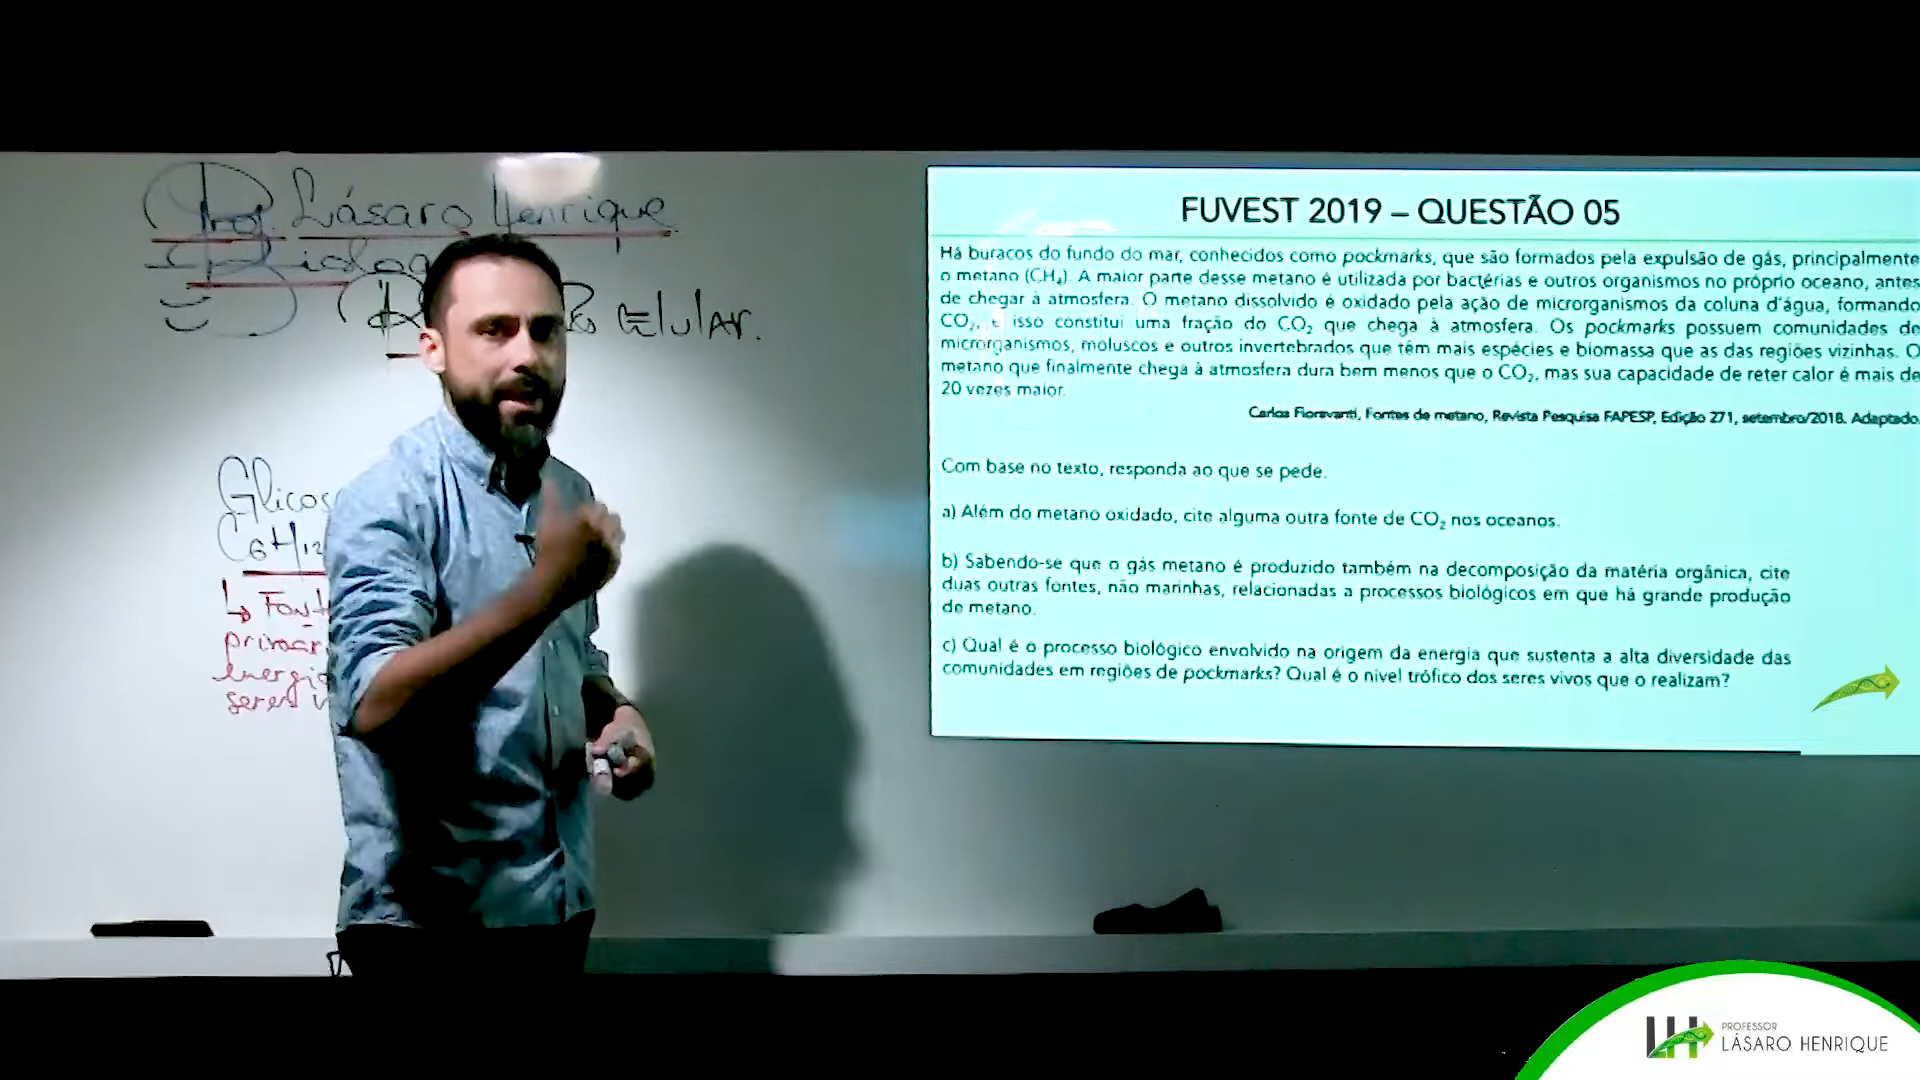 Prof. Lásaro Henrique
Biolog
R Celular.
Glicos
C6H12
↳ Font
primár
energia
seres v
FUVEST 2019 – QUESTÃO 05
Há buracos do fundo do mar, conhecidos como pockmarks, que são formados pela expulsão de gás, principalmente
o metano (CH₄). A maior parte desse metano é utilizada por bactérias e outros organismos no próprio oceano, antes
de chegar à atmosfera. O metano dissolvido é oxidado pela ação de microrganismos da coluna d'água, formando
CO₂, e isso constitui uma fração do CO₂ que chega à atmosfera. Os pockmarks possuem comunidades de
microrganismos, moluscos e outros invertebrados que têm mais espécies e biomassa que as das regiões vizinhas. O
metano que finalmente chega à atmosfera dura bem menos que o CO₂, mas sua capacidade de reter calor é mais de
20 vezes maior.
Carlos Fioravanti, Fontes de metano, Revista Pesquisa FAPESP, Edição 271, setembro/2018. Adaptado.
Com base no texto, responda ao que se pede.
a) Além do metano oxidado, cite alguma outra fonte de CO₂ nos oceanos.
b) Sabendo-se que o gás metano é produzido também na decomposição da matéria orgânica, cite
duas outras fontes, não marinhas, relacionadas a processos biológicos em que há grande produção
de metano.
c) Qual é o processo biológico envolvido na origem da energia que sustenta a alta diversidade das
comunidades em regiões de pockmarks? Qual é o nível trófico dos seres vivos que o realizam?
LH
PROFESSOR
LÁSARO HENRIQUE